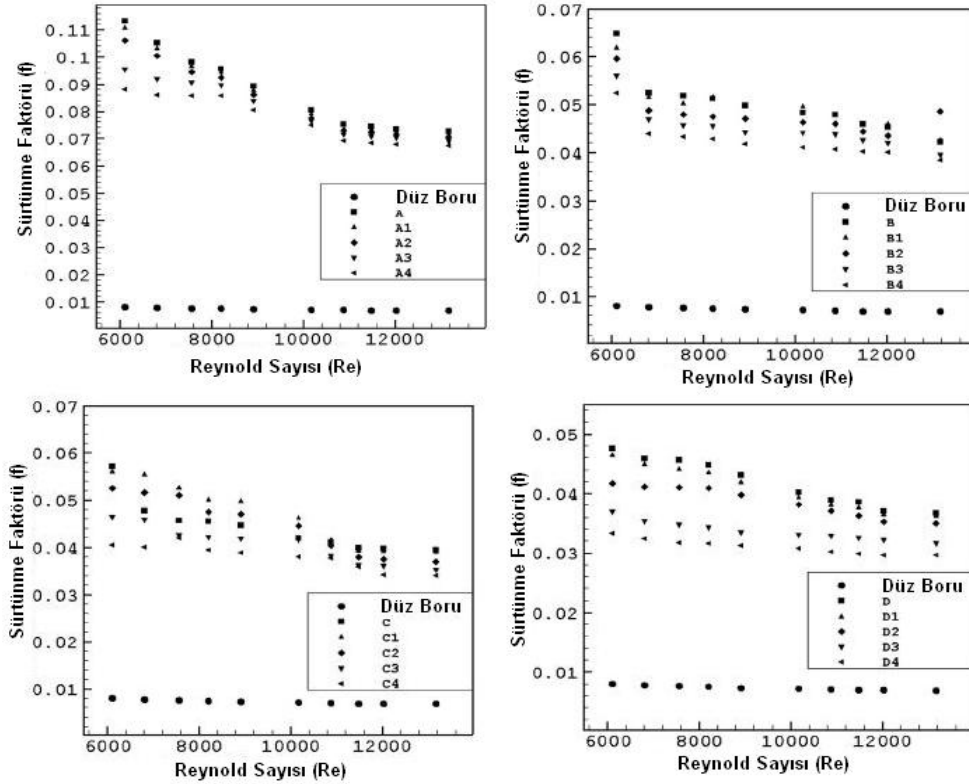 Sürtünme Faktörü (f)
0.11
0.1
0.09
0.08
0.07
0.06
0.05
0.04
0.03
0.02
0.01
Düz Boru
A
A1
A2
A3
A4
6000 8000 10000 12000
Reynold Sayısı (Re)
Sürtünme Faktörü (f)
0.07
0.06
0.05
0.04
0.03
0.02
0.01
Düz Boru
B
B1
B2
B3
B4
6000 8000 10000 12000
Reynold Sayısı (Re)
Sürtünme Faktörü (f)
0.07
0.06
0.05
0.04
0.03
0.02
0.01
Düz Boru
C
C1
C2
C3
C4
6000 8000 10000 12000
Reynold Sayısı (Re)
Sürtünme Faktörü (f)
0.05
0.04
0.03
0.02
0.01
Düz Boru
D
D1
D2
D3
D4
6000 8000 10000 12000
Reynold Sayısı (Re)